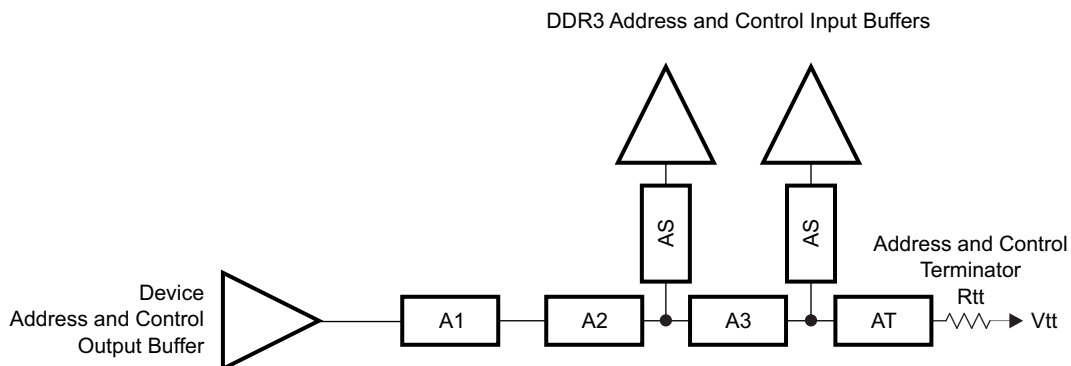 DDR3 Address and Control Input Buffers
AS
AS
Address and Control
Terminator
Rtt
Device
Address and Control
Output Buffer
A1
A2
A3
AT
Vtt